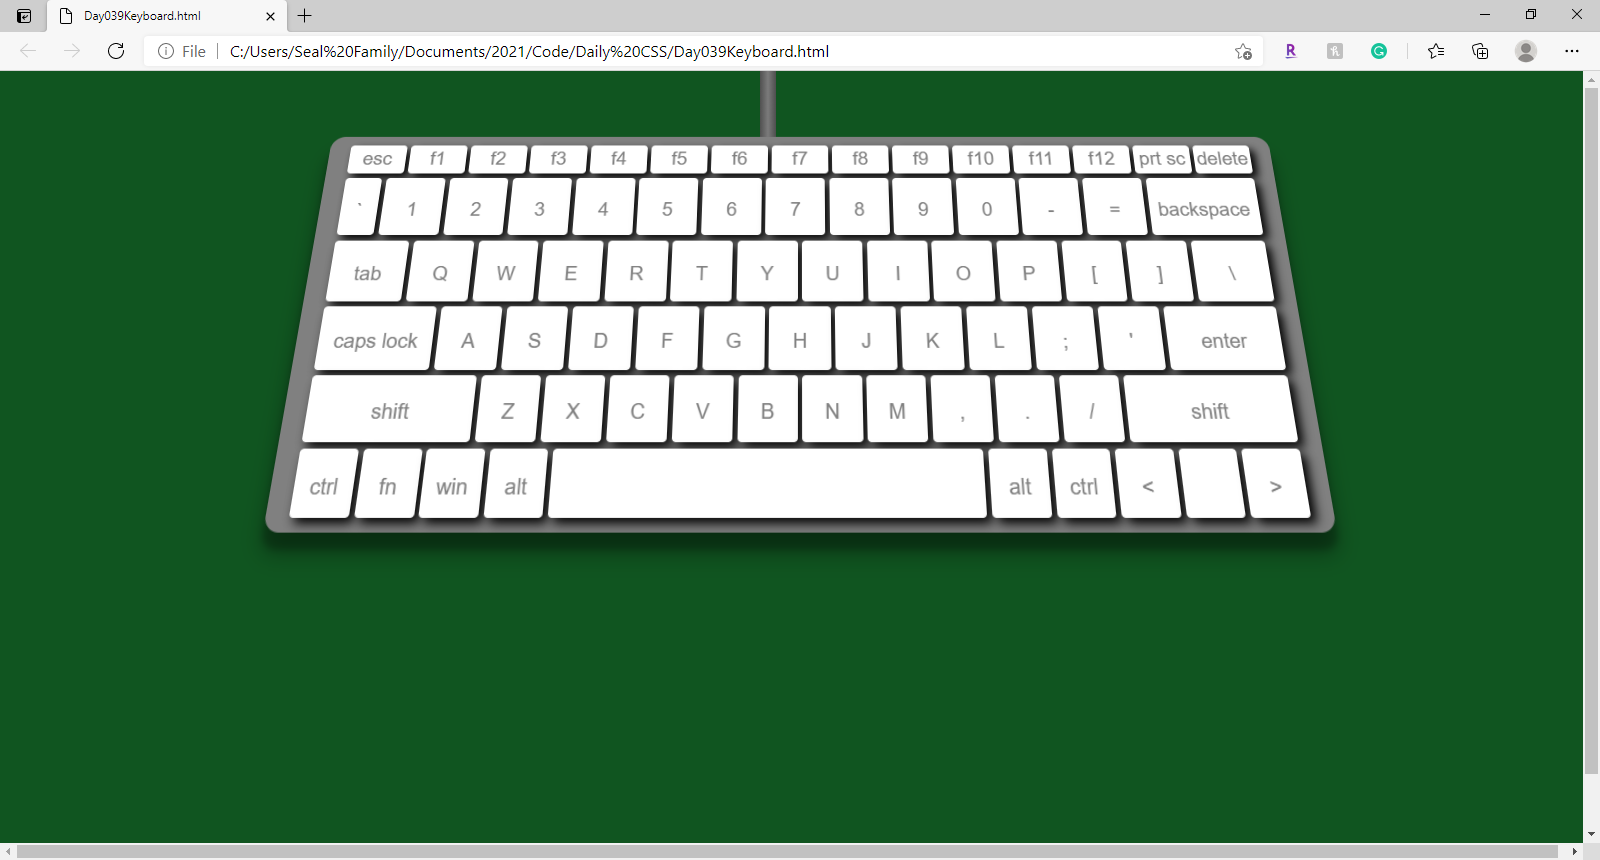 Day039Keyboard.html
File C:/Users/Seal%20Family/Documents/2021/Code/Daily%20CSS/Day039Keyboard.html R
esc f1 f2 f3 f4 f5 f6 f7 f8 f9 f10 f11 f12 prt sc delete
` 1 2 3 4 5 6 7 8 9 0 - = backspace
tab Q W E R T Y U I O P [ ] \
caps lock A S D F G H J K L ; ' enter
shift Z X C V B N M , . / shift
ctrl fn win alt alt ctrl < >